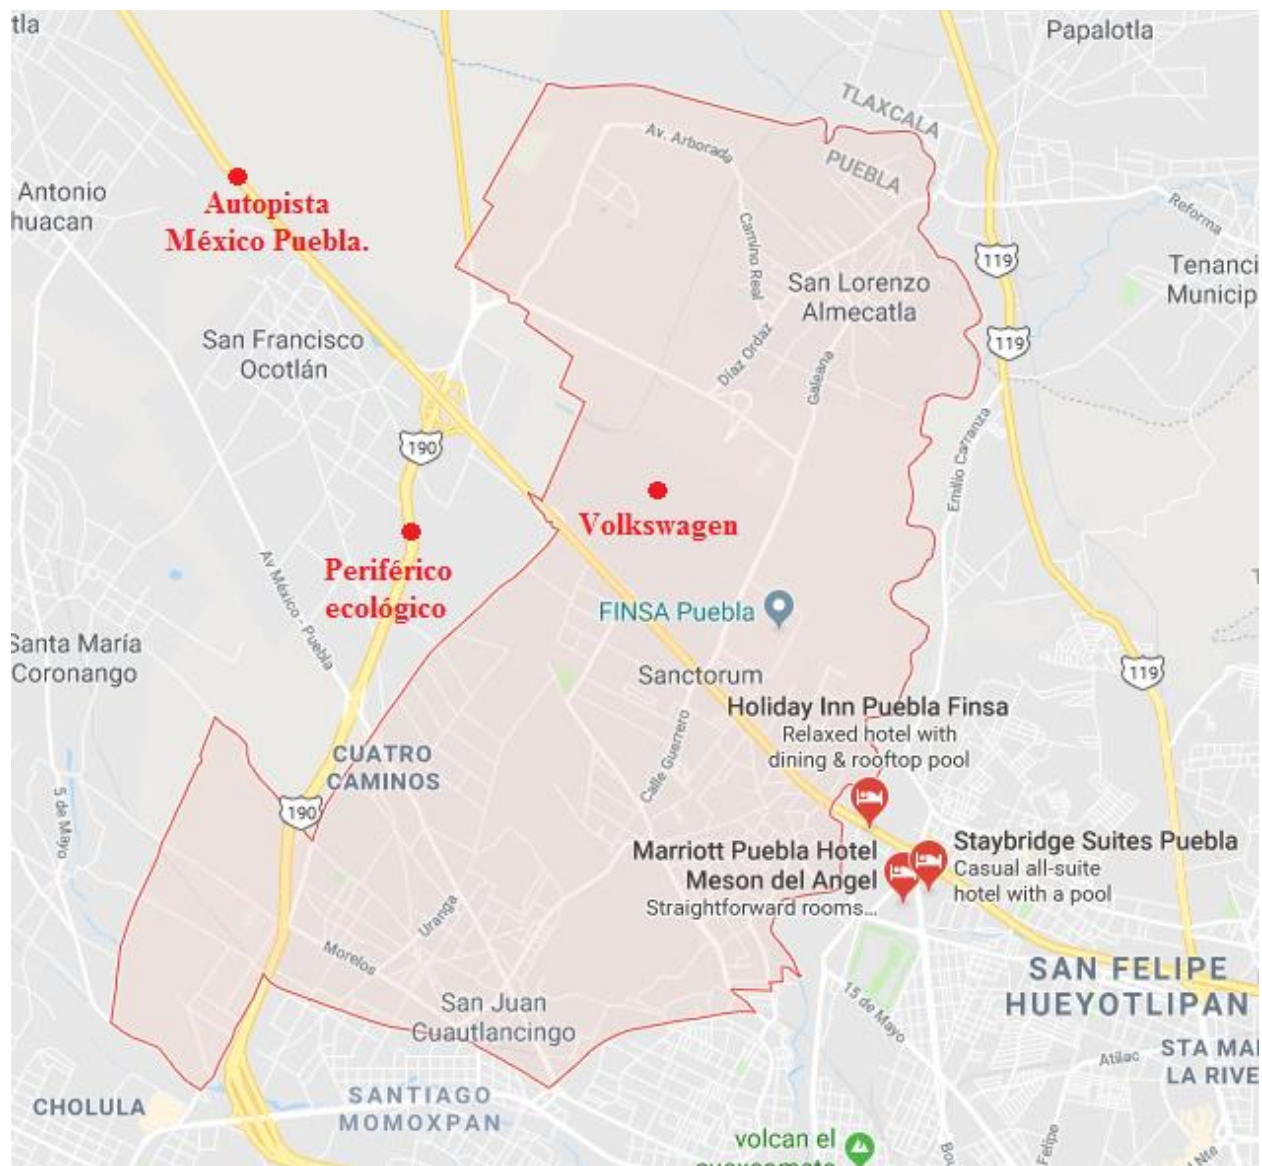 tla
Papalotla
TLAXCALA
Av. Arborada
PUEBLA
Antonio
huacan
Autopista
México Puebla.
Reforma
Camino Real
119
Tenanci
Municip
San Lorenzo
Almecatla
San Francisco
Ocotlán
119
Díaz Ordaz
Galeana
190
Emilio Carranza
Volkswagen
Periférico
ecológico
Av México - Puebla
FINSA Puebla
Santa María
Coronango
Sanctorum
119
Holiday Inn Puebla Finsa
Relaxed hotel with
dining & rooftop pool
CUATRO
CAMINOS
Calle Guerrero
5 de Mayo
190
Marriott Puebla Hotel
Meson del Angel
Straightforward rooms...
Staybridge Suites Puebla
Casual all-suite
hotel with a pool
Uranga
Morelos
SAN FELIPE
HUEYOTLIPAN
San Juan
Cuautlancingo
15 de Mayo
Atilac
STA MA
LA RIVE
SANTIAGO
MOMOXPAN
CHOLULA
volcan el
Felipe
Nte